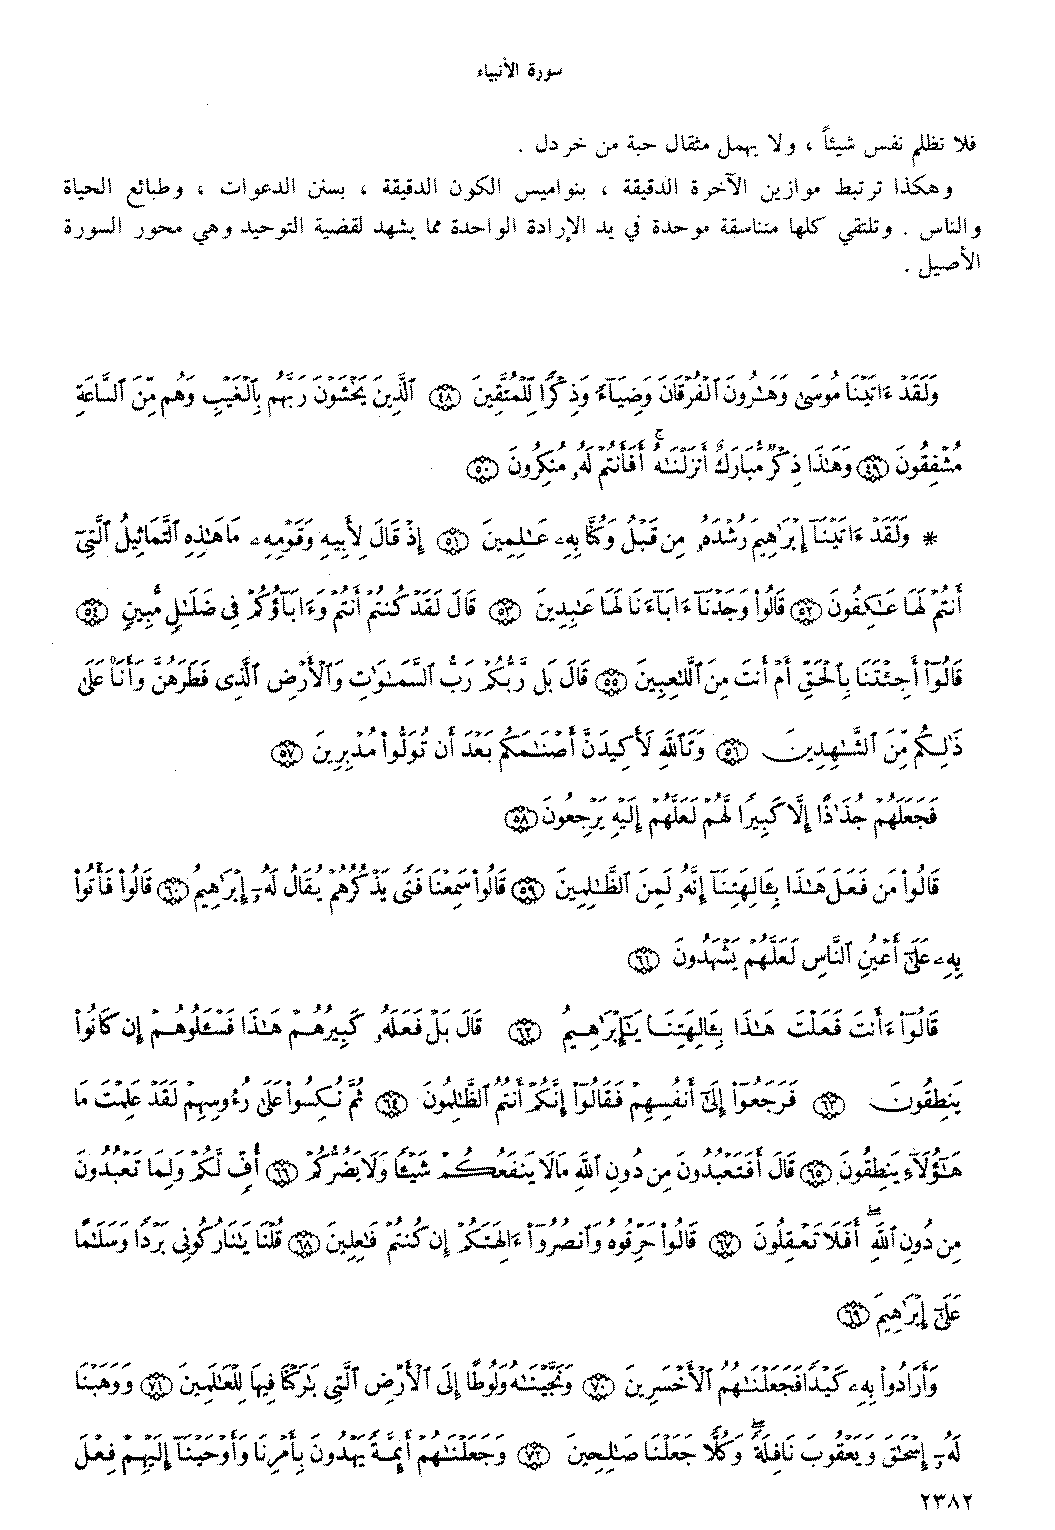 سورة الأنبياء
فلا تظلم نفس شيئاً ، ولا يهمل مثقال حبة من خردل .
وهكذا ترتبط موازين الآخرة الدقيقة ، بنواميس الكون الدقيقة ، بسنن الدعوات ، وطبائع الحياة
والناس . وتلتقي كلها متناسقة موحدة في يد الإرادة الواحدة مما يشهد لقضية التوحيد وهي محور السورة
الأصيل .
وَلَقَدْ ءَاتَيْنَا مُوسَىٰ وَهَـٰرُونَ ٱلْفُرْقَانَ وَضِيَآءً وَذِكْرًا لِّلْمُتَّقِينَ ﴿٤٨﴾ ٱلَّذِينَ يَخْشَوْنَ رَبَّهُم بِٱلْغَيْبِ وَهُم مِّنَ ٱلسَّاعَةِ
مُشْفِقُونَ ﴿٤٩﴾ وَهَـٰذَا ذِكْرٌ مُّبَارَكٌ أَنزَلْنَـٰهُ ۚ أَفَأَنتُمْ لَهُۥ مُنكِرُونَ ﴿٥٠﴾
* وَلَقَدْ ءَاتَيْنَآ إِبْرَٰهِيمَ رُشْدَهُۥ مِن قَبْلُ وَكُنَّا بِهِۦ عَـٰلِمِينَ ﴿٥١﴾ إِذْ قَالَ لِأَبِيهِ وَقَوْمِهِۦ مَا هَـٰذِهِ ٱلتَّمَاثِيلُ ٱلَّتِىٓ
أَنتُمْ لَهَا عَـٰكِفُونَ ﴿٥٢﴾ قَالُوا۟ وَجَدْنَآ ءَابَآءَنَا لَهَا عَـٰبِدِينَ ﴿٥٣﴾ قَالَ لَقَدْ كُنتُمْ أَنتُمْ وَءَابَآؤُكُمْ فِى ضَلَـٰلٍ مُّبِينٍ ﴿٥٤﴾
قَالُوٓا۟ أَجِئْتَنَا بِٱلْحَقِّ أَمْ أَنتَ مِنَ ٱللَّـٰعِبِينَ ﴿٥٥﴾ قَالَ بَل رَّبُّكُمْ رَبُّ ٱلسَّمَـٰوَٰتِ وَٱلْأَرْضِ ٱلَّذِى فَطَرَهُنَّ وَأَنَا۠ عَلَىٰ
ذَٰلِكُم مِّنَ ٱلشَّـٰهِدِينَ ﴿٥٦﴾ وَتَٱللَّهِ لَأَكِيدَنَّ أَصْنَـٰمَكُم بَعْدَ أَن تُوَلُّوا۟ مُدْبِرِينَ ﴿٥٧﴾
فَجَعَلَهُمْ جُذَٰذًا إِلَّا كَبِيرًا لَّهُمْ لَعَلَّهُمْ إِلَيْهِ يَرْجِعُونَ ﴿٥٨﴾
قَالُوا۟ مَن فَعَلَ هَـٰذَا بِـَٔالِهَتِنَآ إِنَّهُۥ لَمِنَ ٱلظَّـٰلِمِينَ ﴿٥٩﴾ قَالُوا۟ سَمِعْنَا فَتًى يَذْكُرُهُمْ يُقَالُ لَهُۥٓ إِبْرَٰهِيمُ ﴿٦٠﴾ قَالُوا۟ فَأْتُوا۟
بِهِۦ عَلَىٰٓ أَعْيُنِ ٱلنَّاسِ لَعَلَّهُمْ يَشْهَدُونَ ﴿٦١﴾
قَالُوٓا۟ ءَأَنتَ فَعَلْتَ هَـٰذَا بِـَٔالِهَتِنَا يَـٰٓإِبْرَٰهِيمُ ﴿٦٢﴾ قَالَ بَلْ فَعَلَهُۥ كَبِيرُهُمْ هَـٰذَا فَسْـَٔلُوهُمْ إِن كَانُوا۟
يَنطِقُونَ ﴿٦٣﴾ فَرَجَعُوٓا۟ إِلَىٰٓ أَنفُسِهِمْ فَقَالُوٓا۟ إِنَّكُمْ أَنتُمُ ٱلظَّـٰلِمُونَ ﴿٦٤﴾ ثُمَّ نُكِسُوا۟ عَلَىٰ رُءُوسِهِمْ لَقَدْ عَلِمْتَ مَا
هَـٰٓؤُلَآءِ يَنطِقُونَ ﴿٦٥﴾ قَالَ أَفَتَعْبُدُونَ مِن دُونِ ٱللَّهِ مَا لَا يَنفَعُكُمْ شَيْـًٔا وَلَا يَضُرُّكُمْ ﴿٦٦﴾ أُفٍّ لَّكُمْ وَلِمَا تَعْبُدُونَ
مِن دُونِ ٱللَّهِ ۖ أَفَلَا تَعْقِلُونَ ﴿٦٧﴾ قَالُوا۟ حَرِّقُوهُ وَٱنصُرُوٓا۟ ءَالِهَتَكُمْ إِن كُنتُمْ فَـٰعِلِينَ ﴿٦٨﴾ قُلْنَا يَـٰنَارُ كُونِى بَرْدًا وَسَلَـٰمًا
عَلَىٰٓ إِبْرَٰهِيمَ ﴿٦٩﴾
وَأَرَادُوا۟ بِهِۦ كَيْدًا فَجَعَلْنَـٰهُمُ ٱلْأَخْسَرِينَ ﴿٧٠﴾ وَنَجَّيْنَـٰهُ وَلُوطًا إِلَى ٱلْأَرْضِ ٱلَّتِى بَـٰرَكْنَا فِيهَا لِلْعَـٰلَمِينَ ﴿٧١﴾ وَوَهَبْنَا
لَهُۥٓ إِسْحَـٰقَ وَيَعْقُوبَ نَافِلَةً ۖ وَكُلًّا جَعَلْنَا صَـٰلِحِينَ ﴿٧٢﴾ وَجَعَلْنَـٰهُمْ أَئِمَّةً يَهْدُونَ بِأَمْرِنَا وَأَوْحَيْنَآ إِلَيْهِمْ فِعْلَ
٢٣٨٢